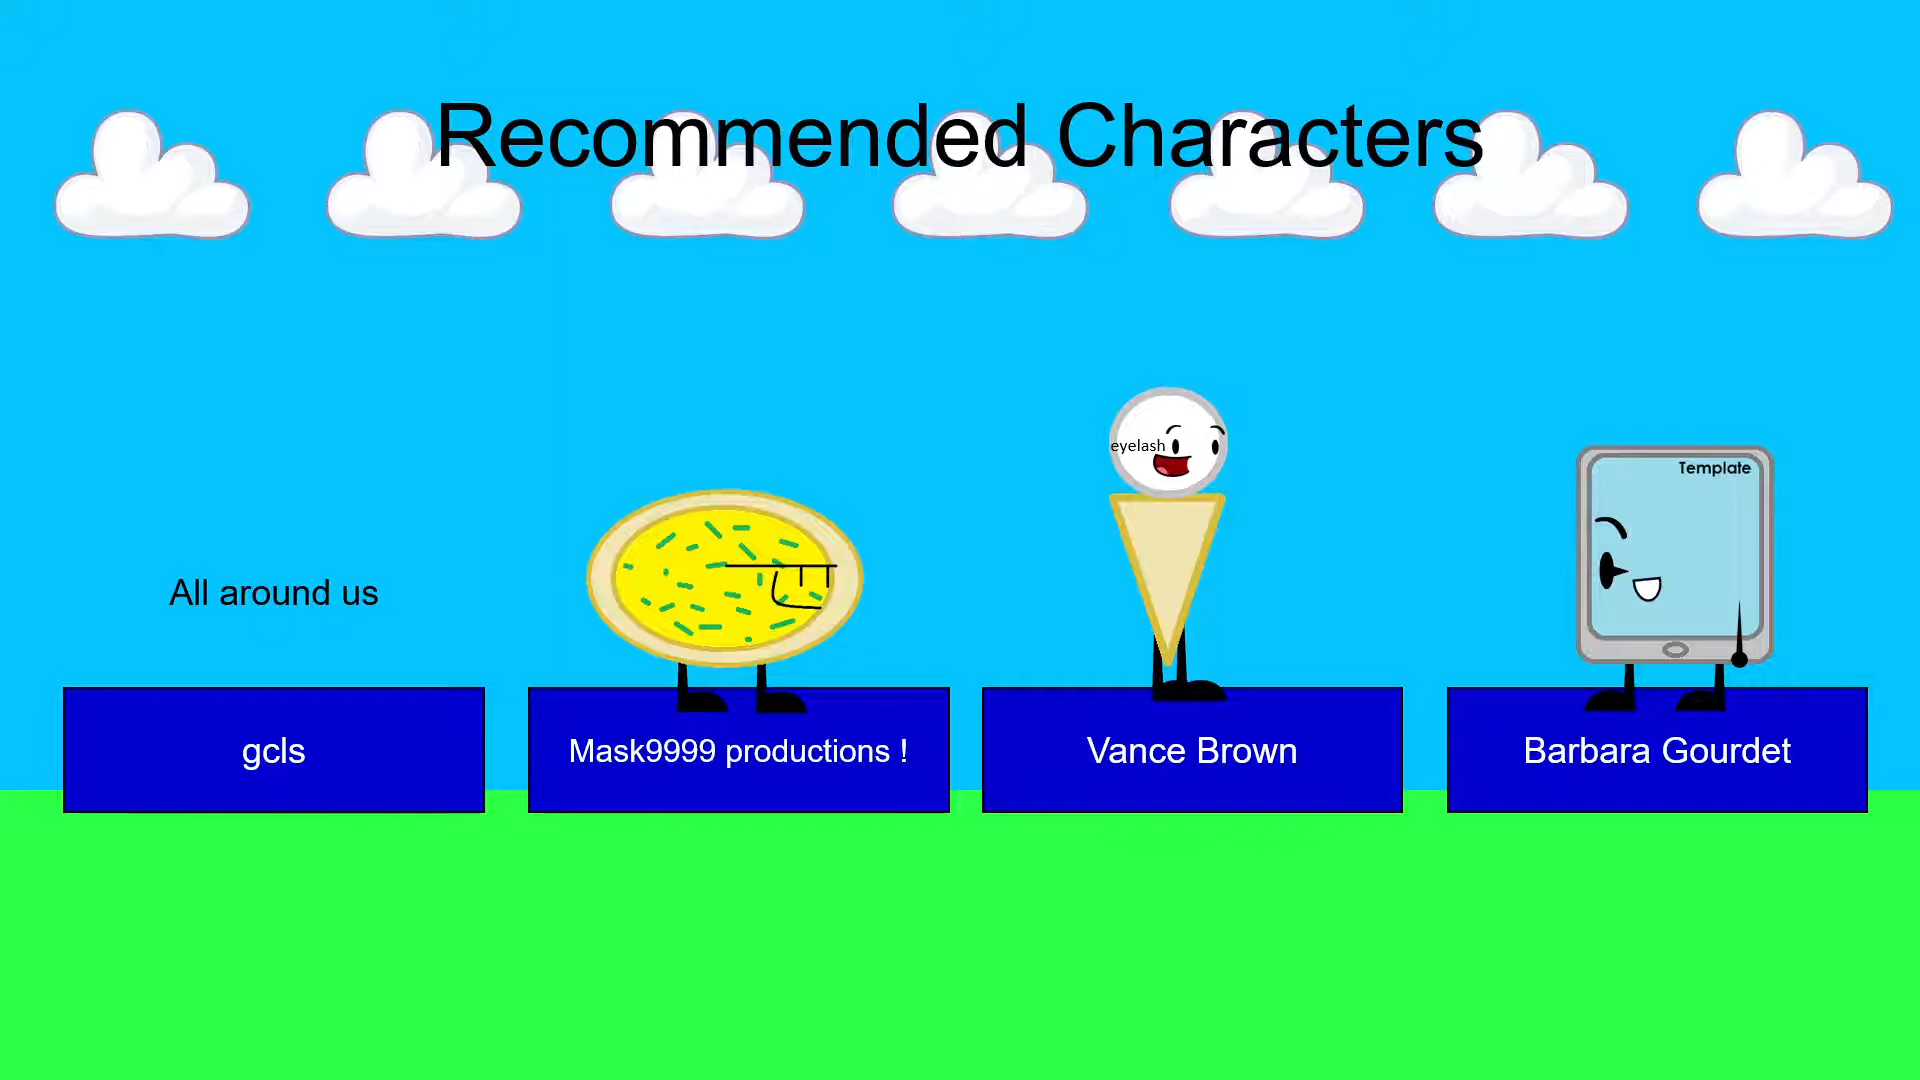 Recommended Characters
eyelash
Template
All around us
gcls
Mask9999 productions !
Vance Brown
Barbara Gourdet